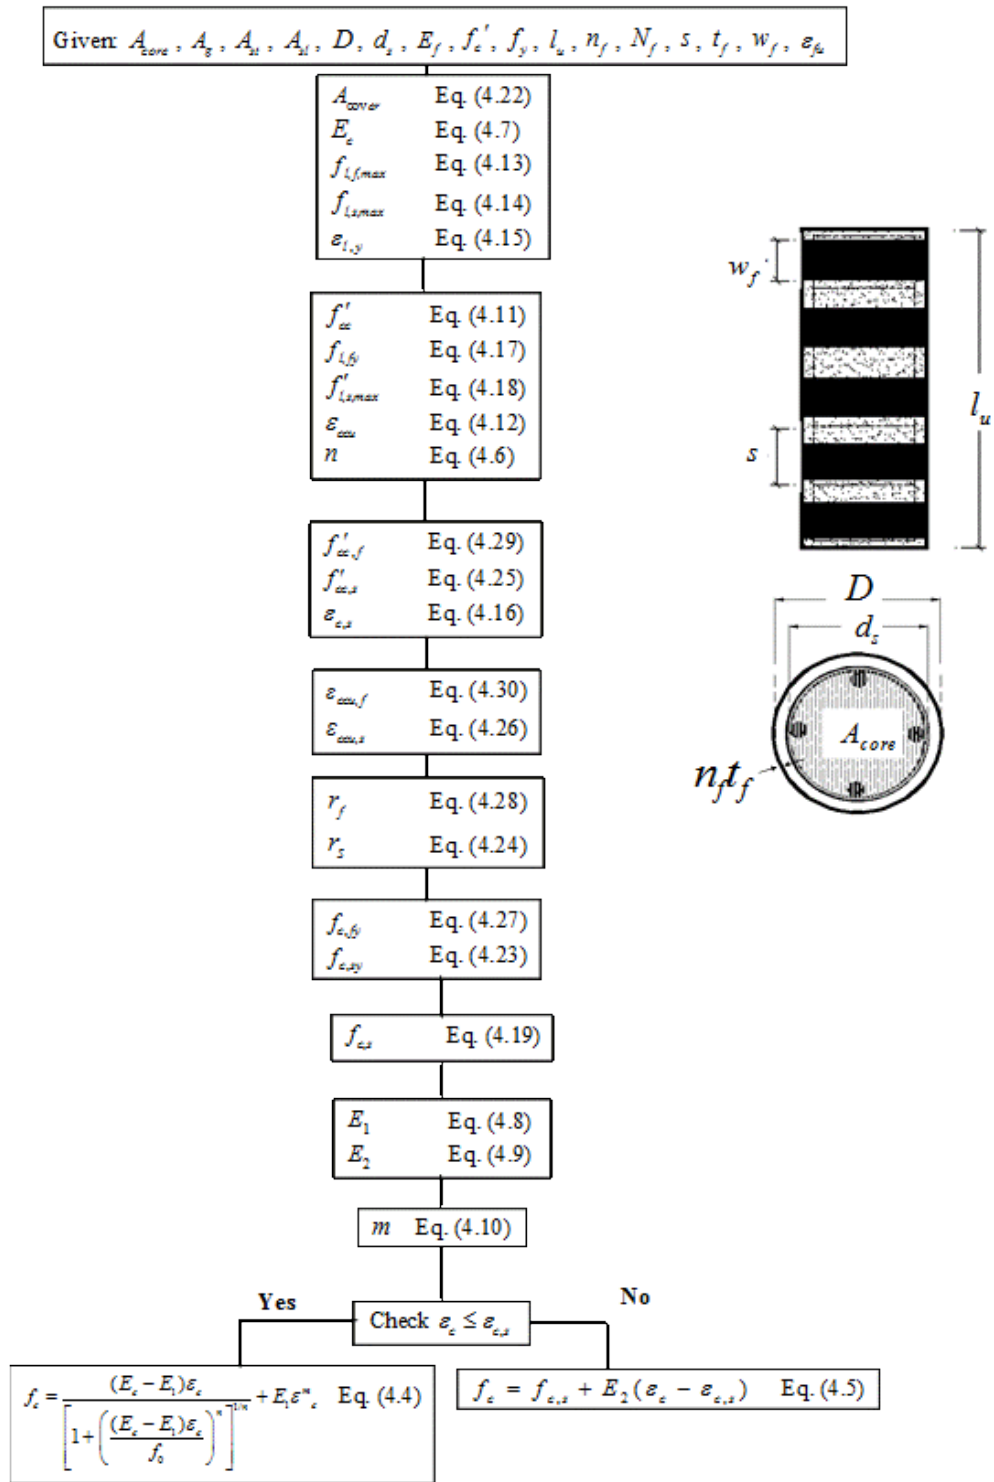 Given: A_core , A_g , A_st , A_sl , D , d_s , E_f , f_c' , f_y , l_u , n_f , N_f , s , t_f , w_f , ε_fu
A_cover Eq. (4.22)
E_c Eq. (4.7)
f_l,f,max Eq. (4.13)
f_l,s,max Eq. (4.14)
ε_l,y Eq. (4.15)
f'_cc Eq. (4.11)
f_l,fy Eq. (4.17)
f'_l,s,max Eq. (4.18)
ε_ccu Eq. (4.12)
n Eq. (4.6)
f'_cc,f Eq. (4.29)
f'_cc,s Eq. (4.25)
ε_c,s Eq. (4.16)
ε_ccu,f Eq. (4.30)
ε_ccu,s Eq. (4.26)
r_f Eq. (4.28)
r_s Eq. (4.24)
f_c,fy Eq. (4.27)
f_c,sy Eq. (4.23)
f_c,s Eq. (4.19)
E_1 Eq. (4.8)
E_2 Eq. (4.9)
m Eq. (4.10)
Yes
Check ε_c ≤ ε_c,s
No
f_c = (E_c − E_1)ε_c / [1 + ((E_c − E_1)ε_c / f_0)^n]^{1/n} + E_1 ε^m_c Eq. (4.4)
f_c = f_c,s + E_2 (ε_c − ε_c,s) Eq. (4.5)
w_f
s
l_u
D
d_s
A_core
n_f t_f